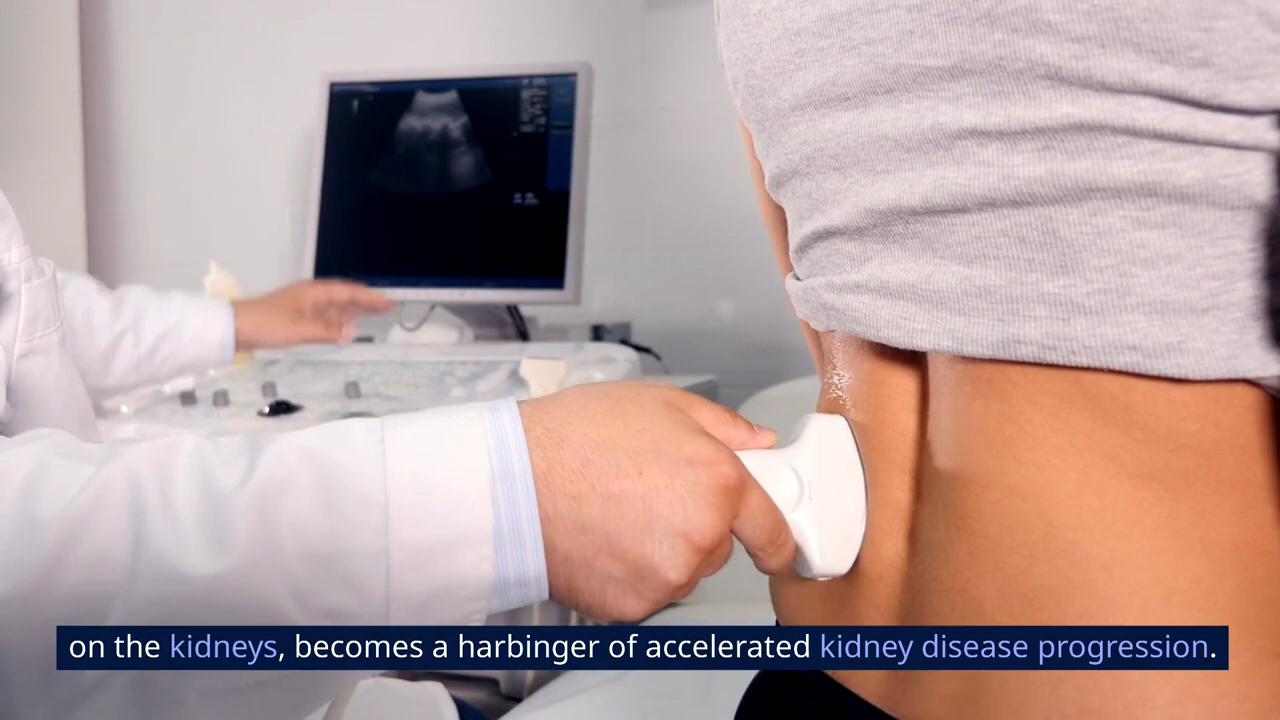 on the kidneys, becomes a harbinger of accelerated kidney disease progression.